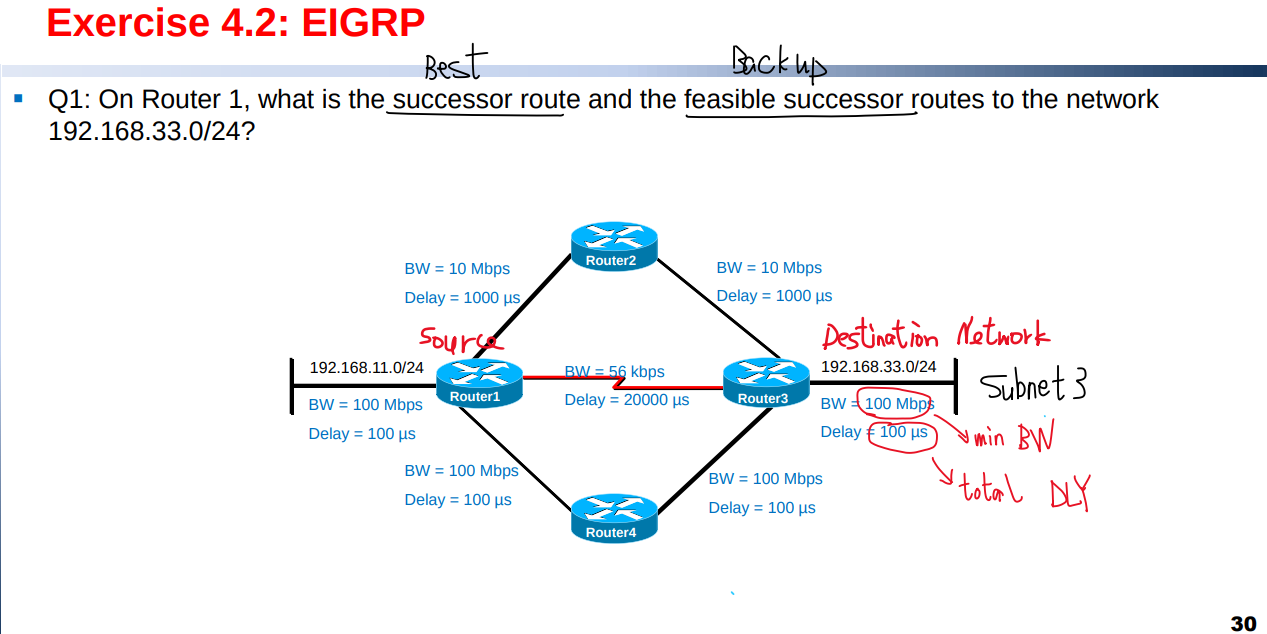 Exercise 4.2: EIGRP
Best
Backup
Q1: On Router 1, what is the successor route and the feasible successor routes to the network
192.168.33.0/24?
Router2
BW = 10 Mbps
Delay = 1000 µs
BW = 10 Mbps
Delay = 1000 µs
Source
Destination Network
192.168.11.0/24
BW = 56 kbps
192.168.33.0/24
Router1
Router3
Subnet 3
BW = 100 Mbps
Delay = 100 µs
Delay = 20000 µs
BW = 100 Mbps
Delay = 100 µs
min BW
total DLY
BW = 100 Mbps
Delay = 100 µs
BW = 100 Mbps
Delay = 100 µs
Router4
30